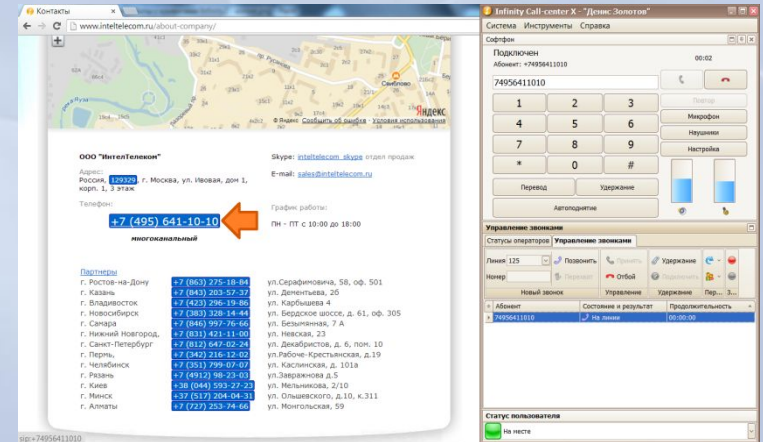 Контакты
www.inteltelecom.ru/about-company/
Свиблово
Яндекс
© Яндекс Сообщить об ошибке · Условия использования
ООО "ИнтелТелеком"
Адрес:
Россия, 129329, г. Москва, ул. Ивовая, дом 1,
корп. 1, 3 этаж
Телефон:
+7 (495) 641-10-10
многоканальный
Skype: inteltelecom_skype отдел продаж
E-mail: sales@inteltelecom.ru
График работы:
ПН - ПТ с 10:00 до 18:00
Партнеры
г. Ростов-на-Дону +7 (863) 275-18-84 ул.Серафимовича, 58, оф. 501
г. Казань +7 (843) 203-57-37 ул. Дементьева, 2б
г. Владивосток +7 (423) 296-19-86 ул. Карбышева 4
г. Новосибирск +7 (383) 328-14-44 ул. Бердское шоссе, д. 61, оф. 305
г. Самара +7 (846) 997-76-66 ул. Безымянная, 7 А
г. Нижний Новгород, +7 (831) 421-11-00 ул. Невская, 23
г. Санкт-Петербург +7 (812) 647-02-24 ул. Декабристов, д. 6, пом. 10
г. Пермь, +7 (342) 216-12-02 ул.Рабоче-Крестьянская, д.19
г. Челябинск +7 (351) 799-07-07 ул. Каслинская, д. 101а
г. Рязань +7 (4912) 98-23-03 ул.Завражнова д.5
г. Киев +38 (044) 593-27-23 ул. Мельникова, 2/10
г. Минск +37 (517) 204-04-31 ул. Ольшевского, д.10, к.311
г. Алматы +7 (727) 253-74-66 ул. Монгольская, 59
sip:+74956411010
Infinity Call-center X - "Денис Золотов"
Система Инструменты Справка
Софтфон
Подключен
Абонент: +74956411010
00:02
74956411010
1 2 3
4 5 6
7 8 9
* 0 #
Повтор
Микрофон
Наушники
Настройка
Перевод Удержание
Автоподнятие
Управление звонками
Статусы операторов Управление звонками
Линия 125 Позвонить Принять Удержание
Номер Перехват Отбой Подключить
Новый звонок Управление Удержание Пер... З...
Абонент Состояние и результат Продолжительность
74956411010 На линии 00:00:00
Статус пользователя
На месте